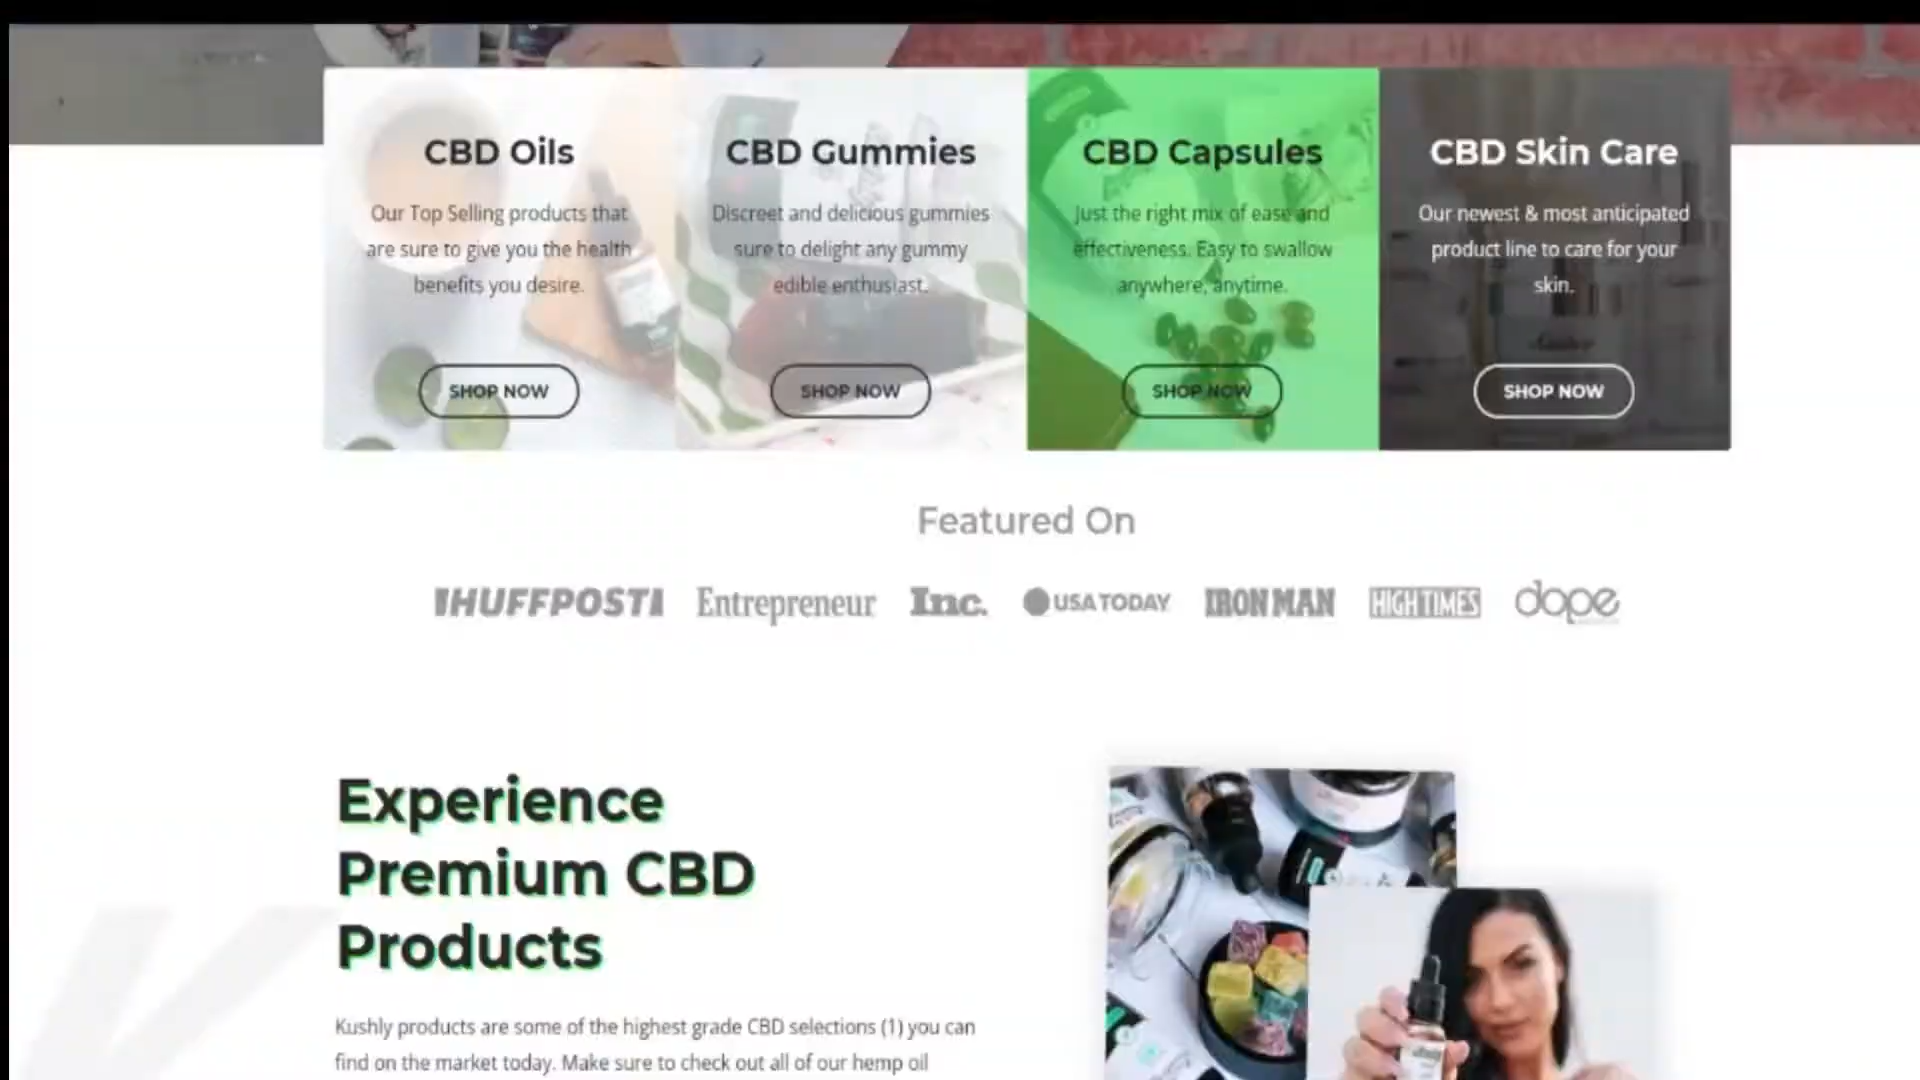 CBD Oils
Our Top Selling products that
are sure to give you the health
benefits you desire.
SHOP NOW
CBD Gummies
Discreet and delicious gummies
sure to delight any gummy
edible enthusiast.
SHOP NOW
CBD Capsules
Just the right mix of ease and
effectiveness. Easy to swallow
anywhere, anytime.
SHOP NOW
CBD Skin Care
Our newest & most anticipated
product line to care for your
skin.
SHOP NOW
Featured On
HUFFPOST Entrepreneur Inc. USA TODAY IRONMAN HIGH TIMES dope
Experience
Premium CBD
Products
Kushly products are some of the highest grade CBD selections (1) you can
find on the market today. Make sure to check out all of our hemp oil